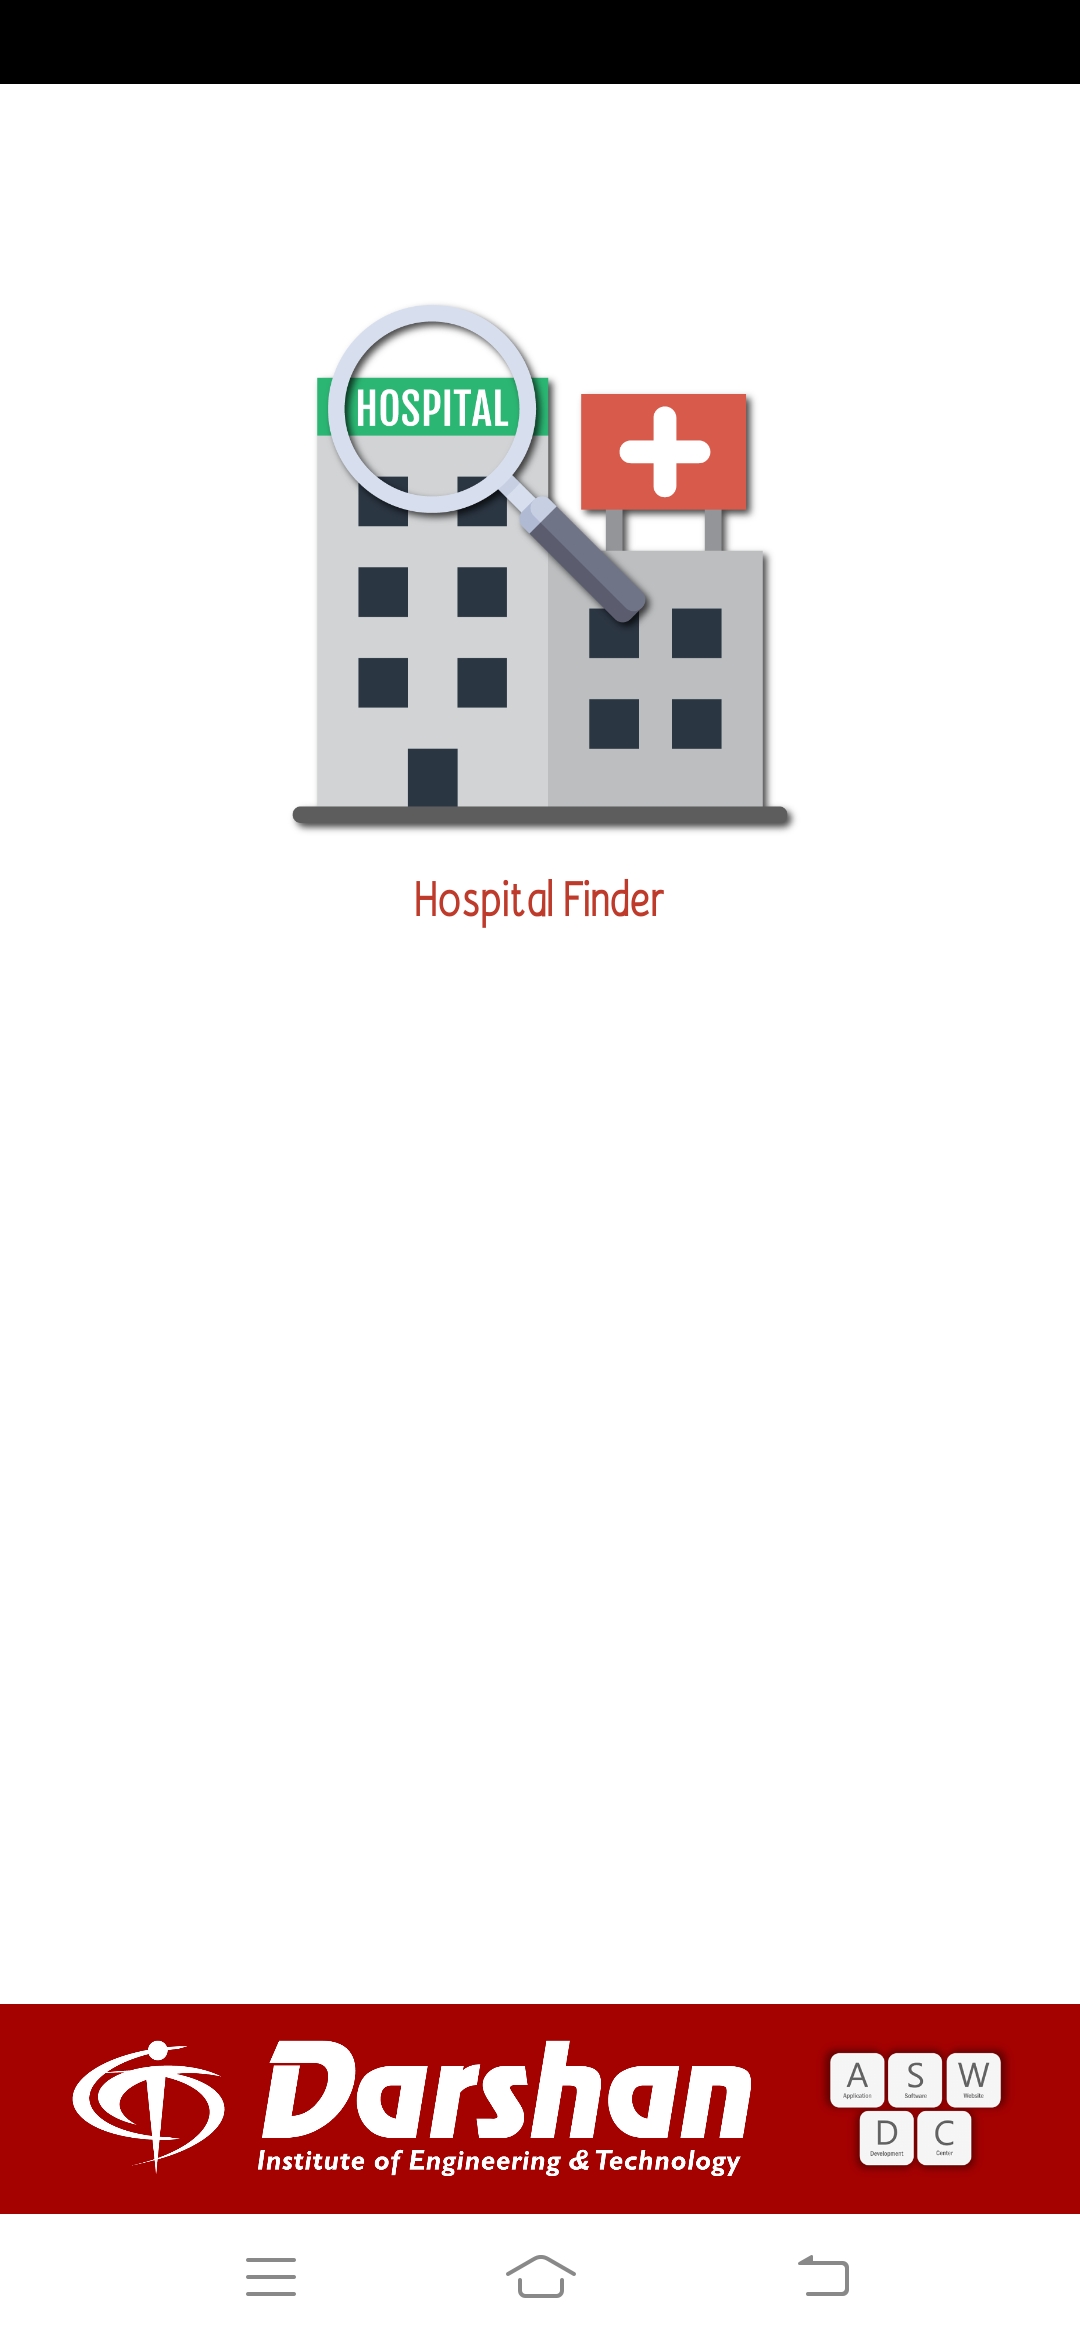 HOSPITAL
Hospital Finder
Darshan
Institute of Engineering & Technology
A S W
Application Software Website
D C
Development Center